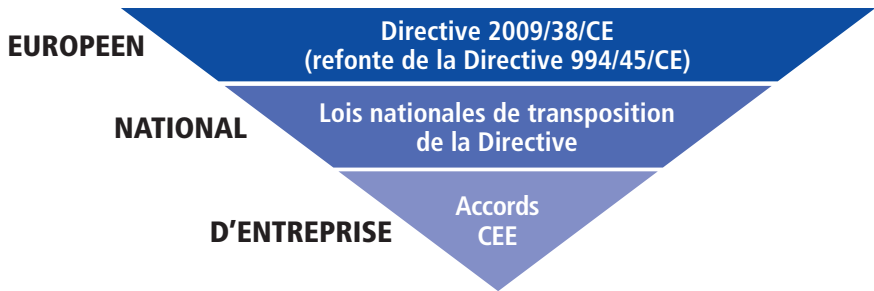 EUROPEEN
Directive 2009/38/CE
(refonte de la Directive 994/45/CE)
NATIONAL
Lois nationales de transposition
de la Directive
D'ENTREPRISE
Accords
CEE